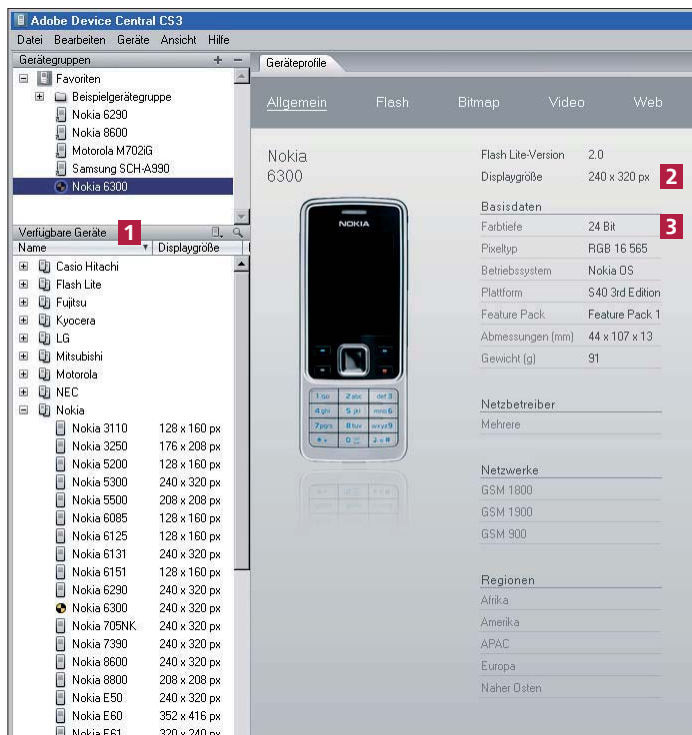 Adobe Device Central CS3
Datei Bearbeiten Geräte Ansicht Hilfe
Gerätegruppen
Favoriten
Beispielgerätegruppe
Nokia 6290
Nokia 8600
Motorola M702iG
Samsung SCH-A990
Nokia 6300
Verfügbare Geräte 1
Name Displaygröße
Casio Hitachi
Flash Lite
Fujitsu
Kyocera
LG
Mitsubishi
Motorola
NEC
Nokia
Nokia 3110 128 x 160 px
Nokia 3250 176 x 208 px
Nokia 5200 128 x 160 px
Nokia 5300 240 x 320 px
Nokia 5500 208 x 208 px
Nokia 6085 128 x 160 px
Nokia 6125 128 x 160 px
Nokia 6131 240 x 320 px
Nokia 6151 128 x 160 px
Nokia 6290 240 x 320 px
Nokia 6300 240 x 320 px
Nokia 705NK 240 x 320 px
Nokia 7390 240 x 320 px
Nokia 8600 240 x 320 px
Nokia 8800 208 x 208 px
Nokia E50 240 x 320 px
Nokia E60 352 x 416 px
Nokia E61 320 x 240 px
Geräteprofile
Allgemein Flash Bitmap Video Web
Nokia
6300
NOKIA
Flash Lite-Version 2.0
Displaygröße 240 x 320 px 2
Basisdaten
Farbtiefe 24 Bit 3
Pixeltyp RGB 16 565
Betriebssystem Nokia OS
Plattform S40 3rd Edition
Feature Pack Feature Pack 1
Abmessungen (mm) 44 x 107 x 13
Gewicht (g) 91
Netzbetreiber
Mehrere
Netzwerke
GSM 1800
GSM 1900
GSM 900
Regionen
Afrika
Amerika
APAC
Europa
Naher Osten